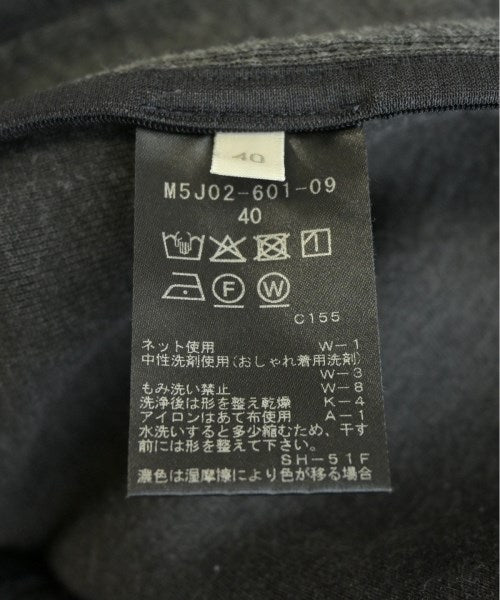 40
M5J02-601-09
40
F W
C155
ネット使用 W-1
中性洗剤使用(おしゃれ着用洗剤)
W-3
もみ洗い禁止 W-8
洗浄後は形を整え乾燥 K-4
アイロンはあて布使用 A-1
水洗いすると多少縮むため、干す
前には形を整えて下さい。
SH-51F
濃色は湿摩擦により色が移る場合